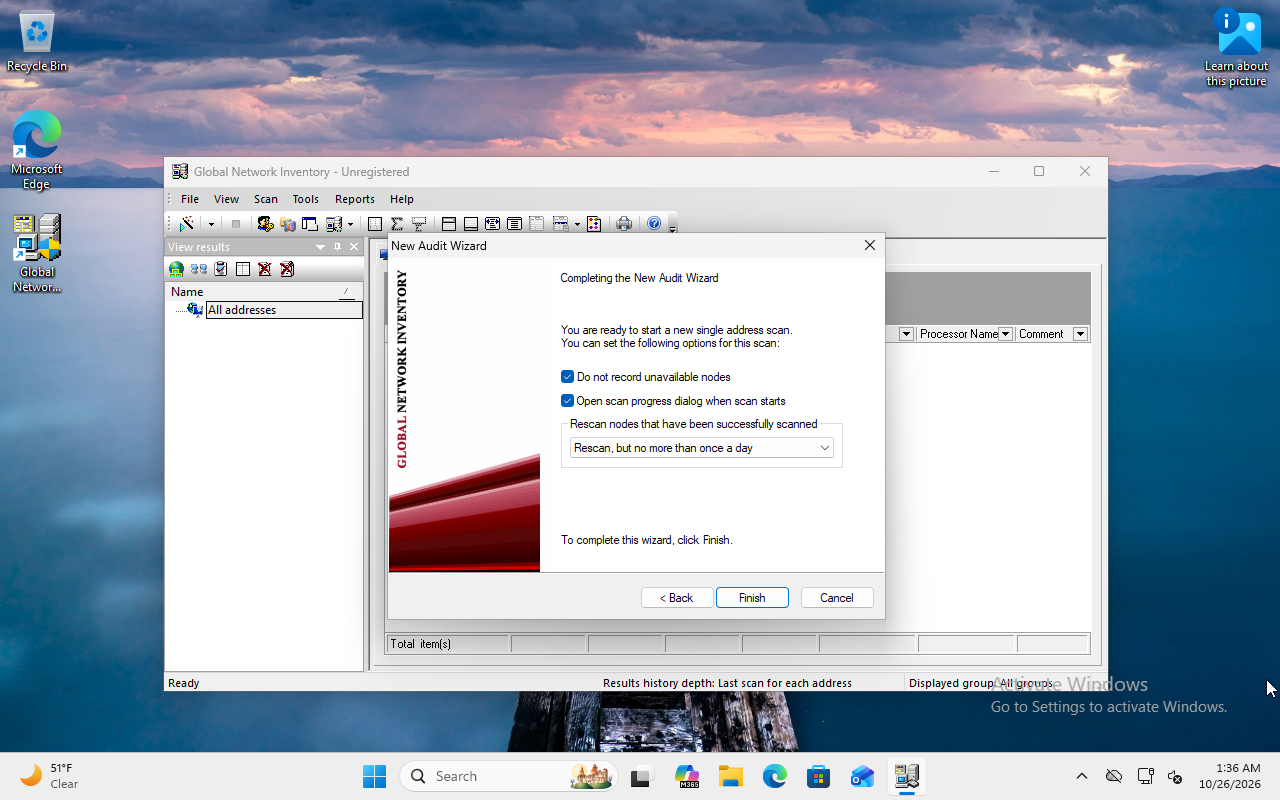 Recycle Bin
Microsoft
Edge
Global
Networ...
Learn about
this picture
Global Network Inventory - Unregistered
File View Scan Tools Reports Help
View results
Name
All addresses
New Audit Wizard
GLOBAL NETWORK INVENTORY
Completing the New Audit Wizard
You are ready to start a new single address scan.
You can set the following options for this scan:
Do not record unavailable nodes
Open scan progress dialog when scan starts
Rescan nodes that have been successfully scanned
Rescan, but no more than once a day
To complete this wizard, click Finish.
< Back Finish Cancel
Processor Name Comment
Total item(s)
Ready Results history depth: Last scan for each address Displayed group: All groups
Activate Windows
Go to Settings to activate Windows.
51°F
Clear
Search
M365
1:36 AM
10/26/2026